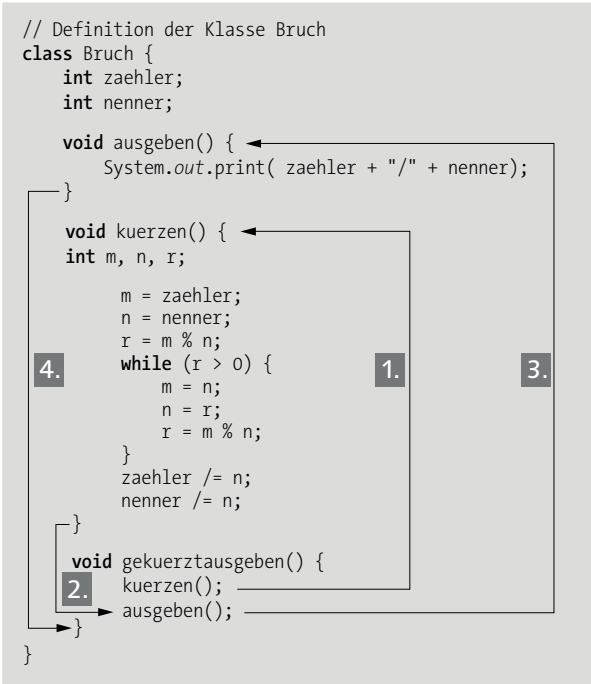 // Definition der Klasse Bruch
class Bruch {
int zaehler;
int nenner;
void ausgeben() {
System.out.print( zaehler + "/" + nenner);
}
void kuerzen() {
int m, n, r;
m = zaehler;
n = nenner;
r = m % n;
while (r > 0) {
4.
1.
3.
m = n;
n = r;
r = m % n;
}
zaehler /= n;
nenner /= n;
}
void gekuerztausgeben() {
2.
kuerzen();
ausgeben();
}
}